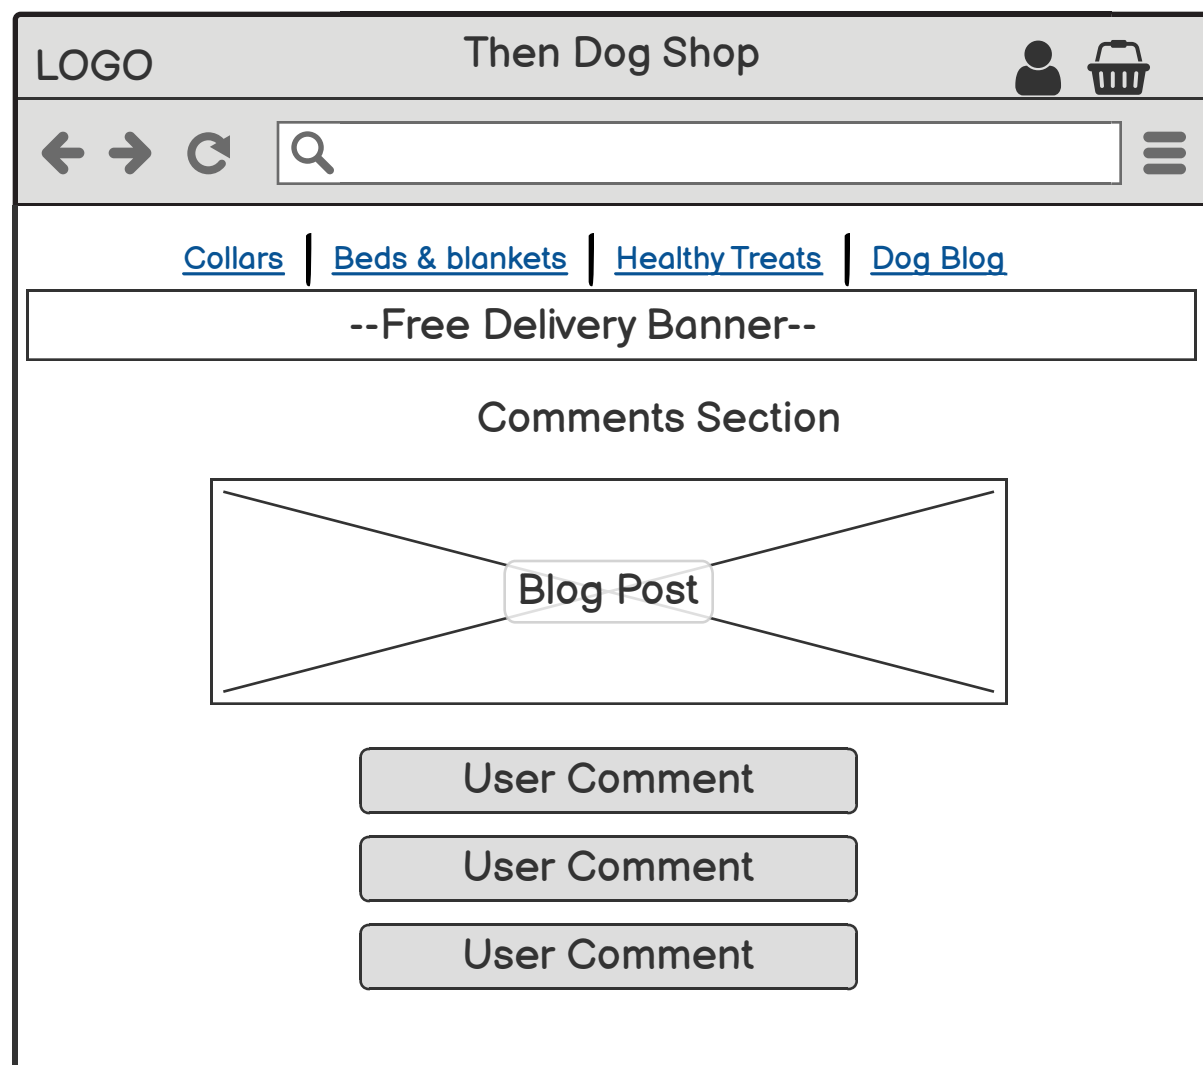 LOGO
Then Dog Shop
Collars
Beds & blankets
Healthy Treats
Dog Blog
--Free Delivery Banner--
Comments Section
Blog Post
User Comment
User Comment
User Comment